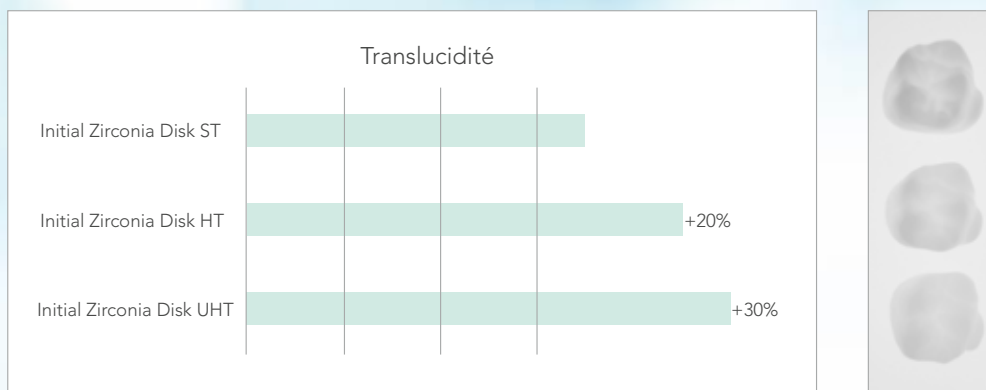 Translucidité
Initial Zirconia Disk ST
Initial Zirconia Disk HT
+20%
Initial Zirconia Disk UHT
+30%